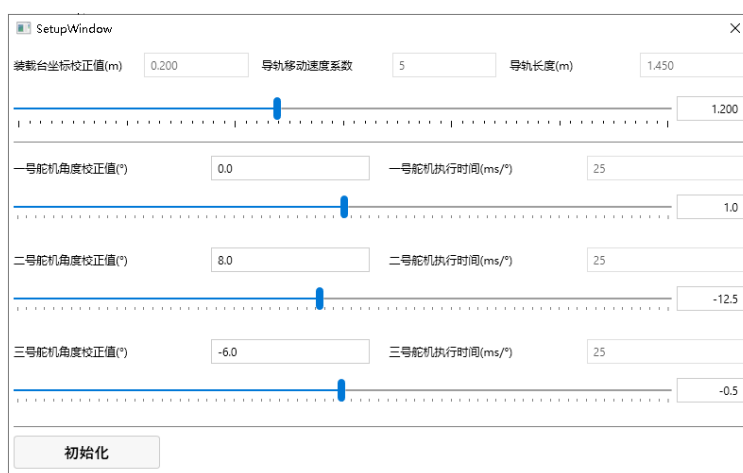 SetupWindow
装载台坐标校正值(m) 0.200 导轨移动速度系数 5 导轨长度(m) 1.450
1.200
一号舵机角度校正值(°) 0.0 一号舵机执行时间(ms/°) 25
1.0
二号舵机角度校正值(°) 8.0 二号舵机执行时间(ms/°) 25
-12.5
三号舵机角度校正值(°) -6.0 三号舵机执行时间(ms/°) 25
-0.5
初始化